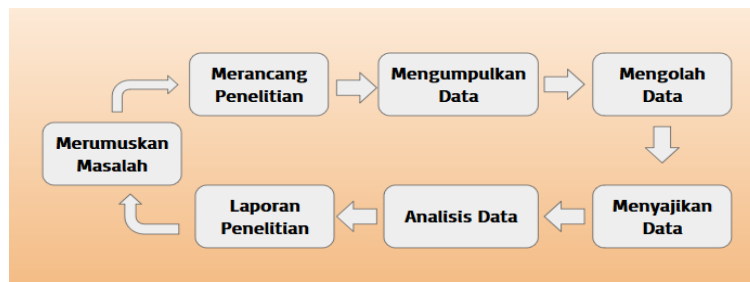 Merancang
Penelitian
Mengumpulkan
Data
Mengolah
Data
Merumuskan
Masalah
Laporan
Penelitian
Analisis Data
Menyajikan
Data